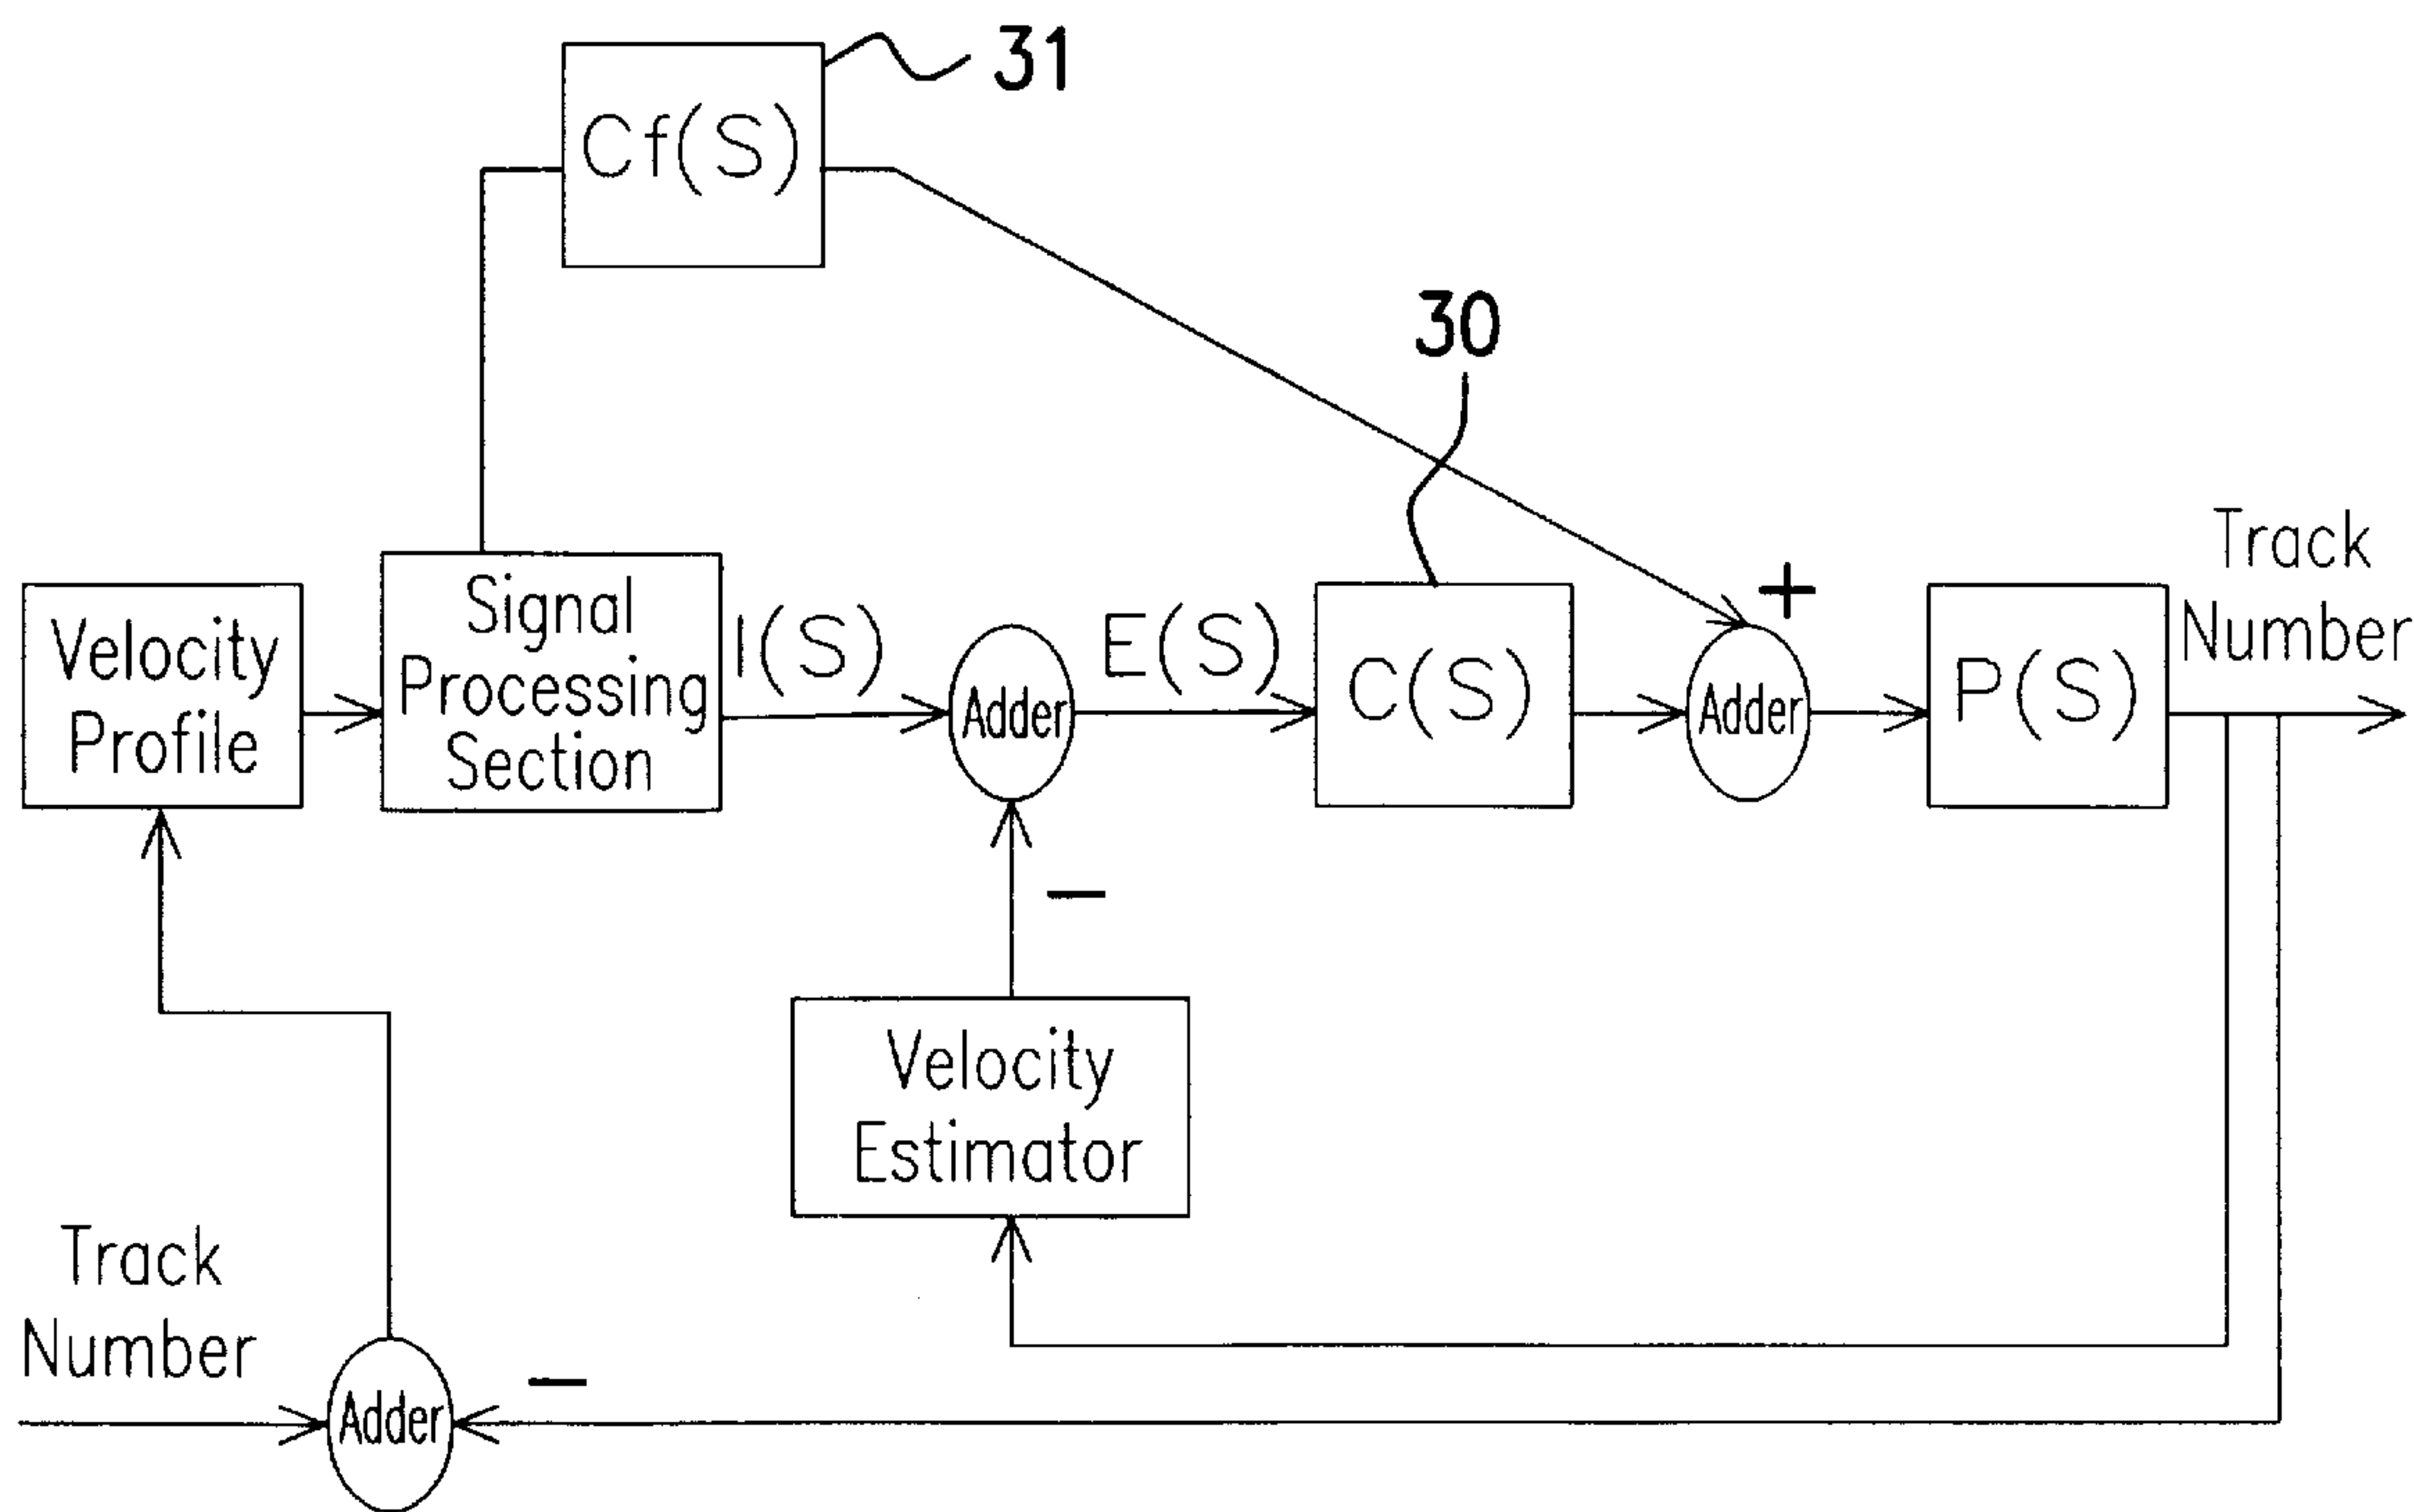 31
Cf(S)
30
Track
Number
+
Velocity
Profile
Signal
Processing
Section
I(S)
Adder
E(S)
C(S)
Adder
P(S)
−
Velocity
Estimator
Track
Number
−
Adder